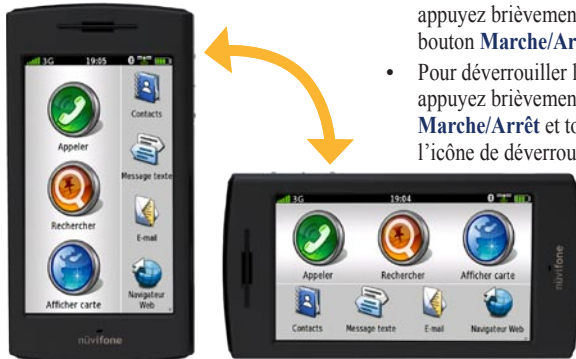 appuyez brièvemen
bouton Marche/Ar
• Pour déverrouiller l
appuyez brièvemen
Marche/Arrêt et to
l'icône de déverrou
3G 19:05
Appeler
Rechercher
Afficher carte
Contacts
Message texte
E-mail
Navigateur
Web
nüvifone
3G 19:04
Appeler Rechercher Afficher carte
Contacts Message texte E-mail Navigateur Web
nüvifone